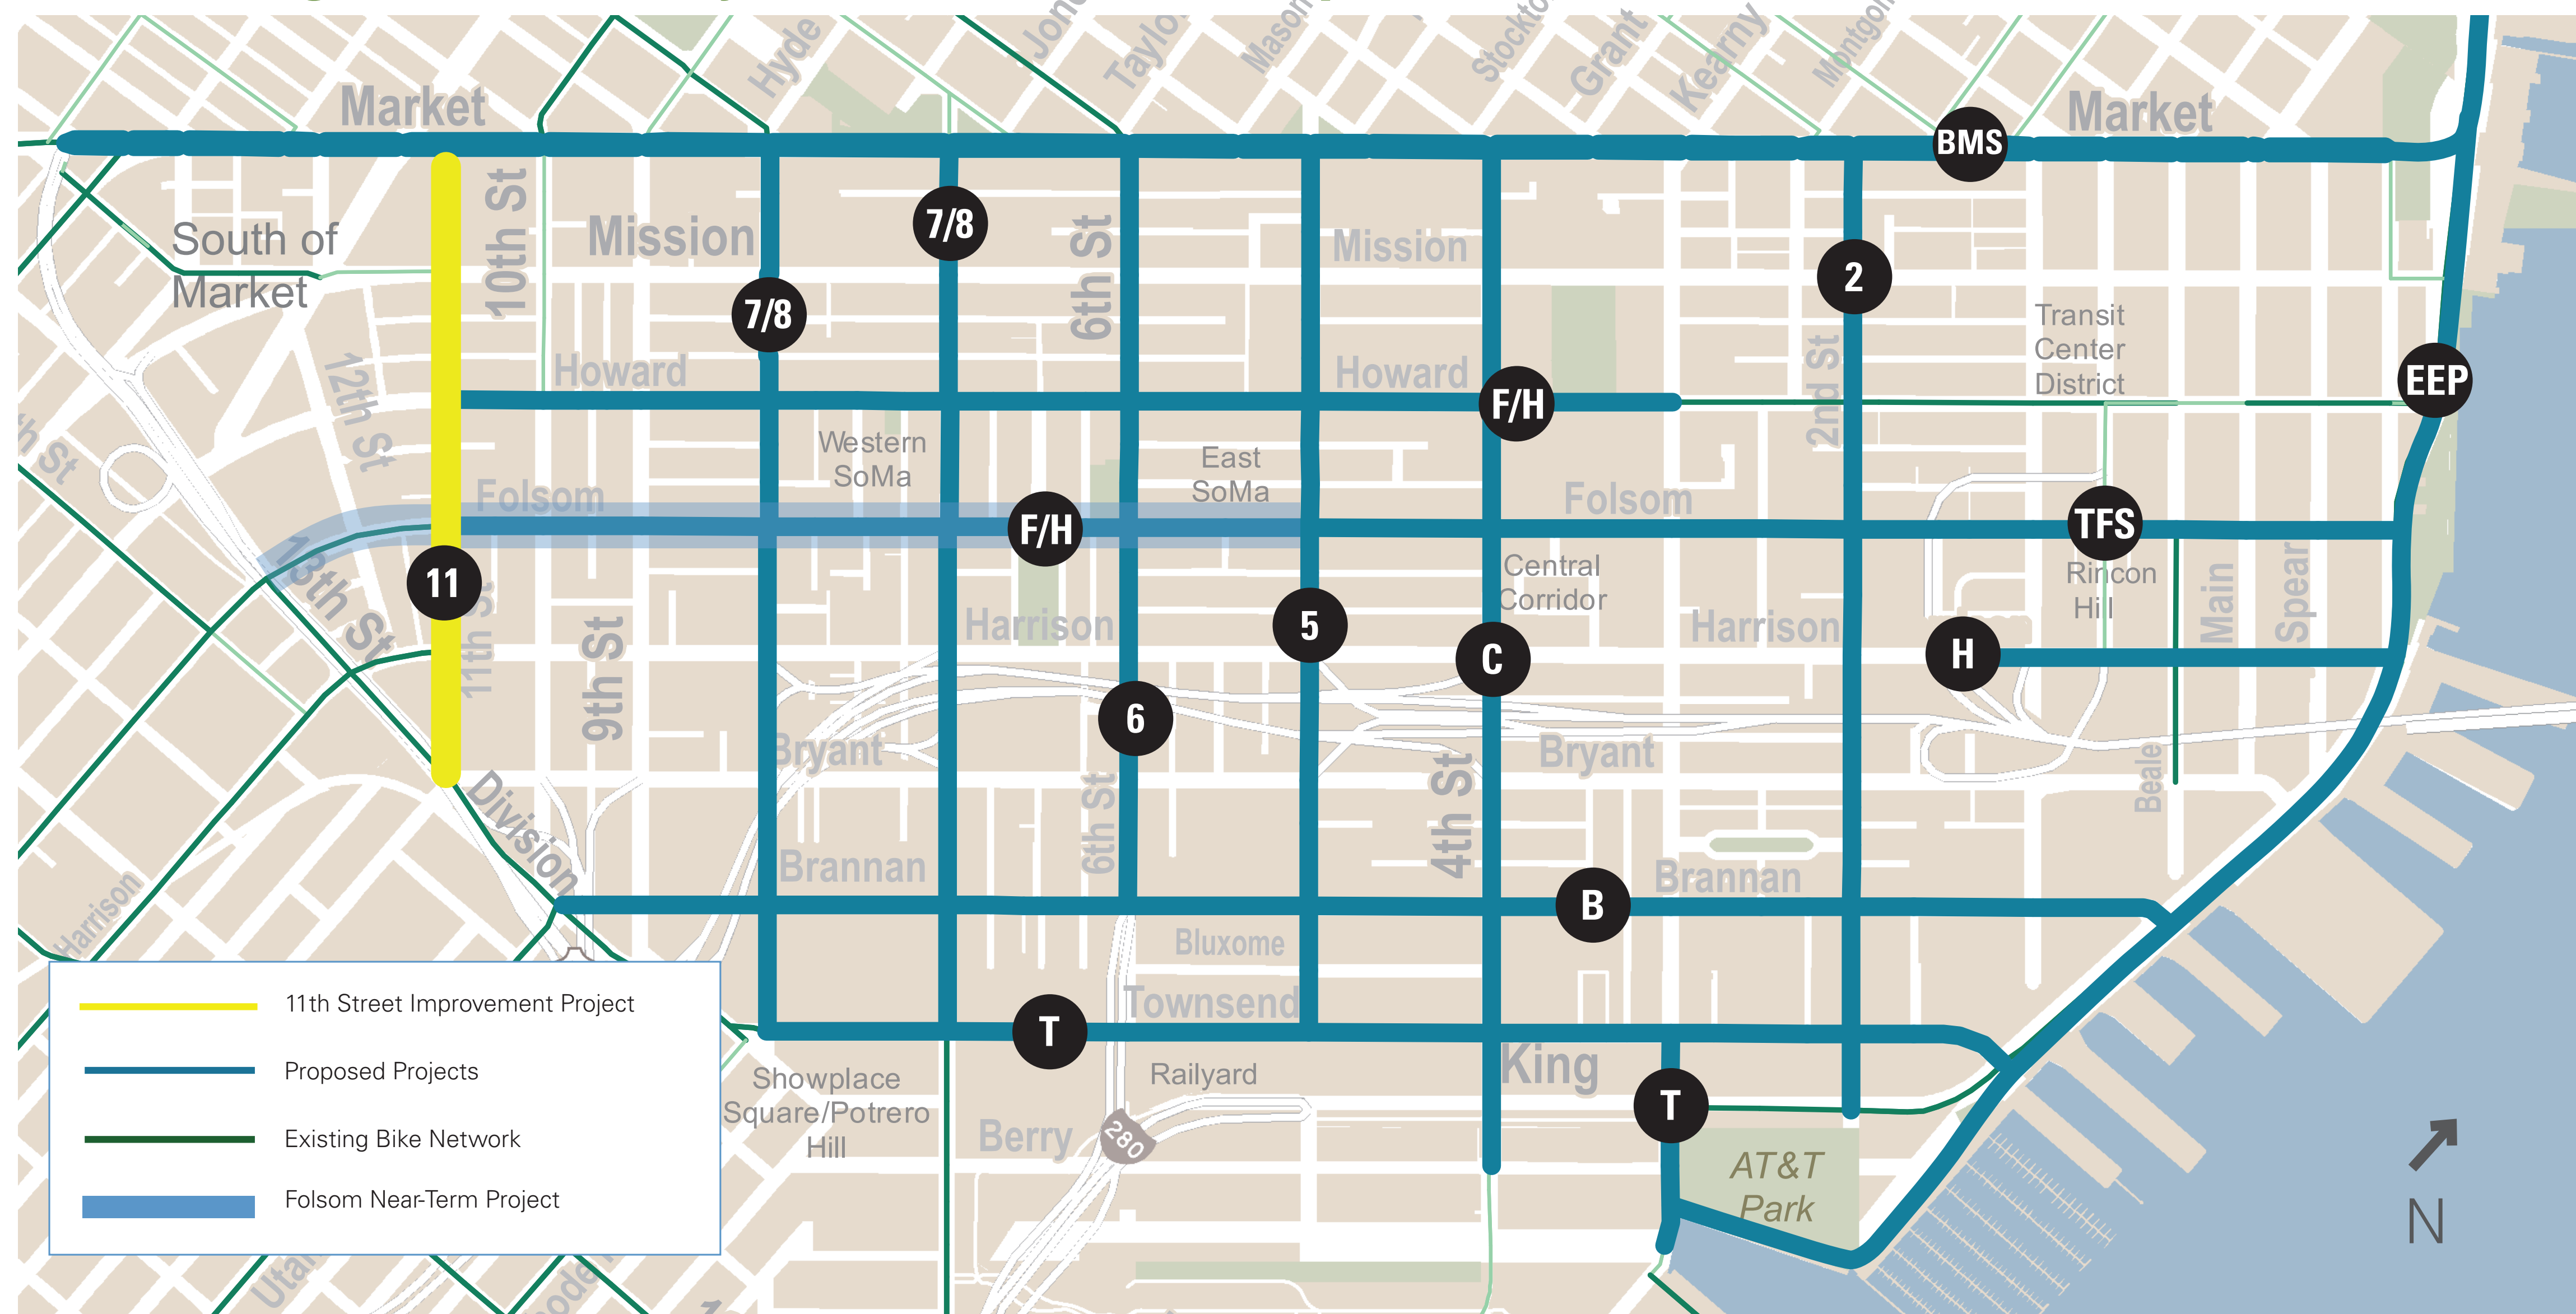 Hyde
Mason
Grant
Kearny
Market
Market
BMS
South of
Market
10th St
Mission
7/8
7/8
6th St
Mission
2
2nd St
Transit
Center
District
EEP
12th St
Howard
Howard
F/H
Western
SoMa
East
SoMa
Folsom
Folsom
F/H
TFS
Rincon
Hill
Main
Spear
13th St
11
11th St
9th St
Harrison
5
Central
Corridor
C
Harrison
H
6
Bryant
4th St
Bryant
Beale
Division
Brannan
6th St
B
Brannan
Harrison
Bluxome
Townsend
T
King
Railyard
Showplace
Square/Potrero
Hill
Berry
280
T
AT&T
Park
N
11th Street Improvement Project
Proposed Projects
Existing Bike Network
Folsom Near-Term Project